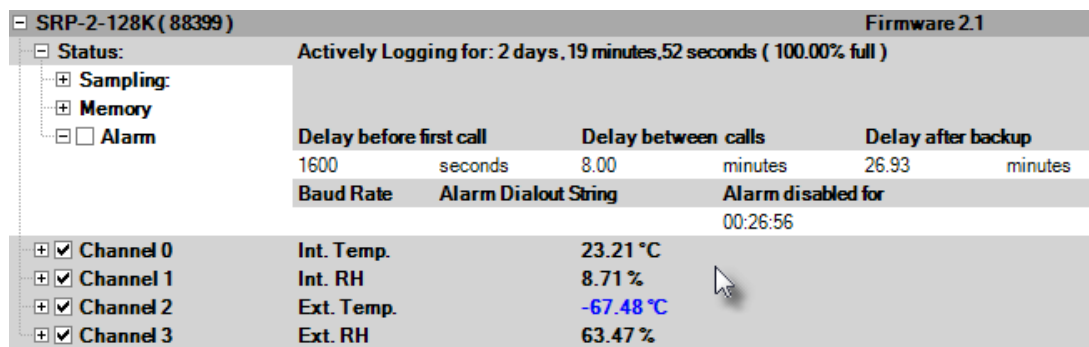 SRP-2-128K ( 88399 ) Firmware 2.1
Status: Actively Logging for: 2 days, 19 minutes,52 seconds ( 100.00% full )
Sampling:
Memory
Alarm Delay before first call Delay between calls Delay after backup
1600 seconds 8.00 minutes 26.93 minutes
Baud Rate Alarm Dialout String Alarm disabled for
00:26:56
Channel 0 Int. Temp. 23.21 °C
Channel 1 Int. RH 8.71 %
Channel 2 Ext. Temp. -67.48 °C
Channel 3 Ext. RH 63.47 %